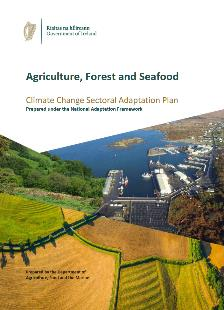 Rialtas na hÉireann
Government of Ireland
Agriculture, Forest and Seafood
Climate Change Sectoral Adaptation Plan
Prepared under the National Adaptation Framework
Prepared by the Department of
Agriculture, Food and the Marine